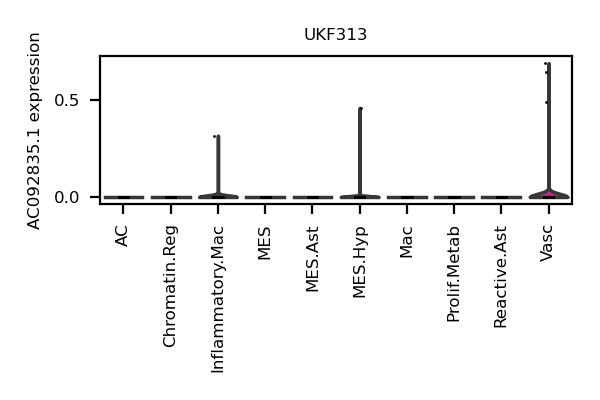 UKF313
AC092835.1 expression
0.5
0.0
AC
Chromatin.Reg
Inflammatory.Mac
MES
MES.Ast
MES.Hyp
Mac
Prolif.Metab
Reactive.Ast
Vasc